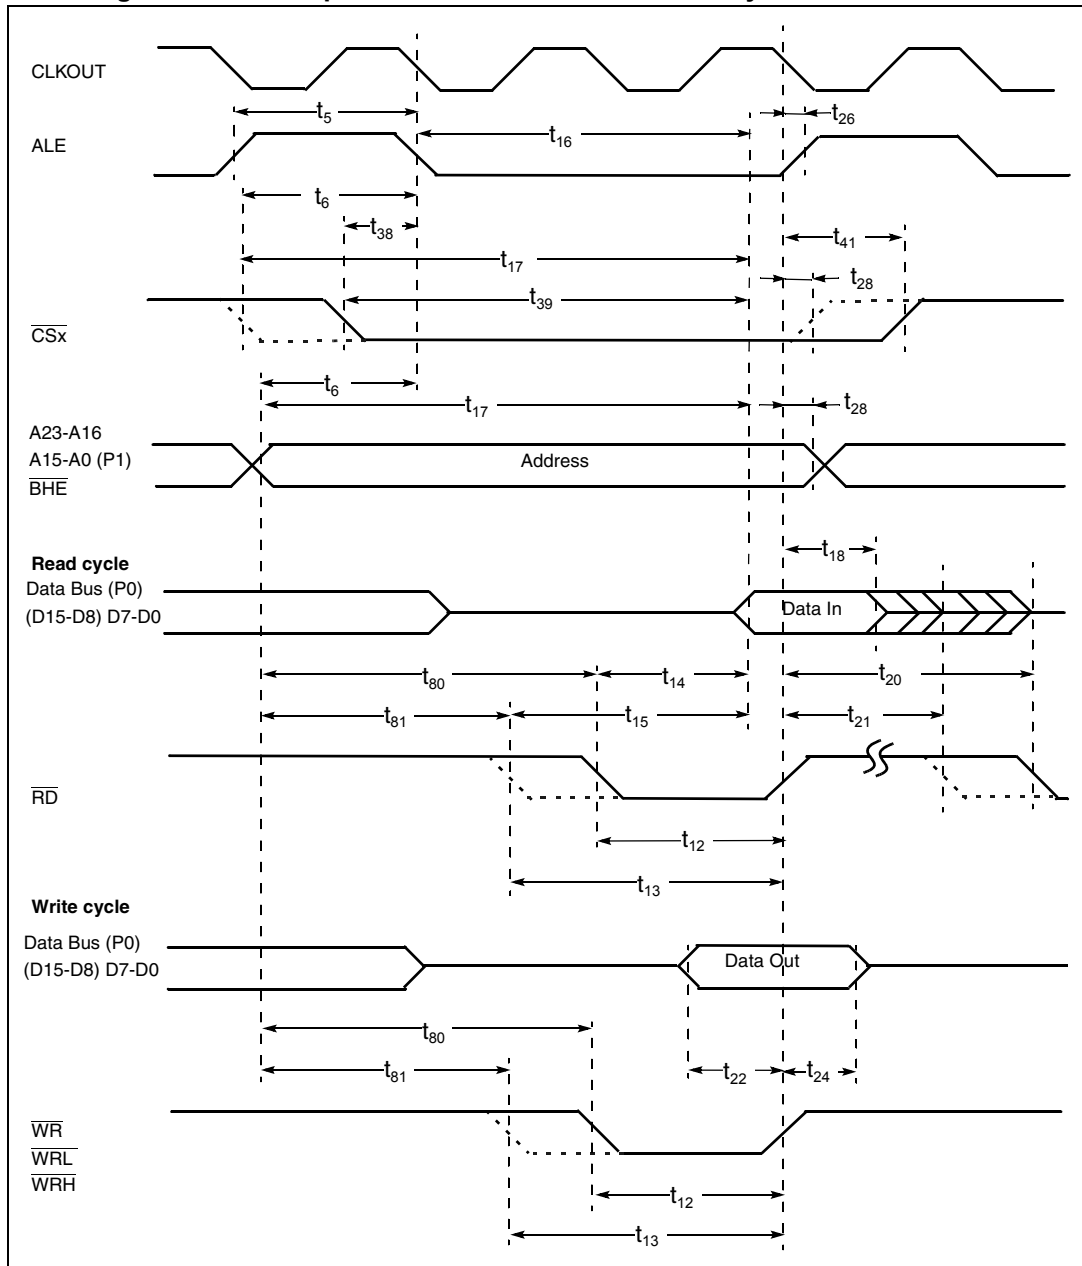 CLKOUT
t5
t26
ALE
t16
t6
t38
t41
t17
t28
t39
CSx
t6
t17
t28
A23-A16
A15-A0 (P1)
Address
BHE
t18
Read cycle
Data Bus (P0)
(D15-D8) D7-D0
Data In
t80
t14
t20
t81
t15
t21
RD
t12
t13
Write cycle
Data Bus (P0)
(D15-D8) D7-D0
Data Out
t80
t81
t22
t24
WR
WRL
WRH
t12
t13